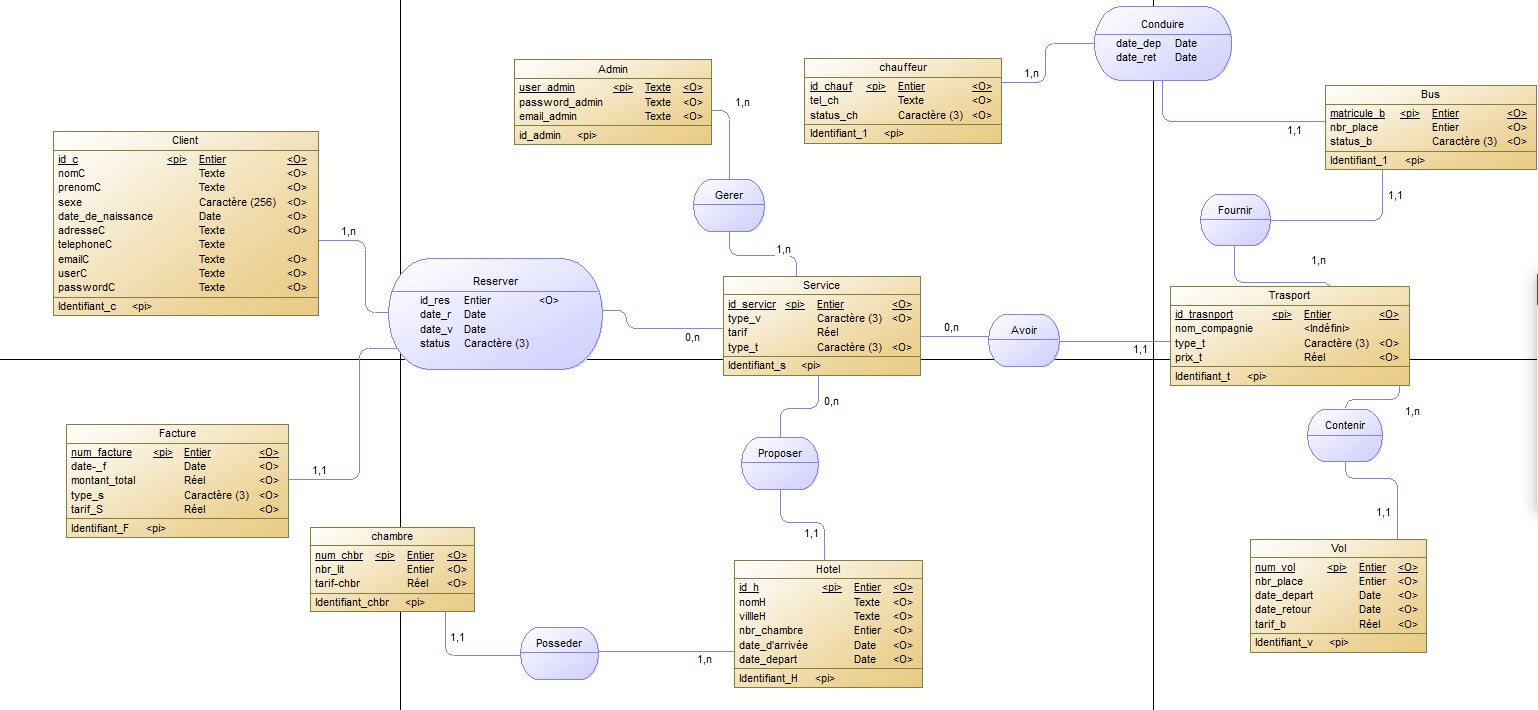 Conduire
date_dep Date
date_ret Date
1,n
1,1
Admin
user_admin <pi> Texte <O>
password_admin Texte <O>
email_admin Texte <O>
id_admin <pi>
1,n
chauffeur
id_chauf <pi> Entier <O>
tel_ch Texte <O>
status_ch Caractère (3) <O>
Identifiant_1 <pi>
Bus
matricule_b <pi> Entier <O>
nbr_place Entier <O>
status_b Caractère (3) <O>
Identifiant_1 <pi>
1,1
Client
id_c <pi> Entier <O>
nomC Texte <O>
prenomC Texte <O>
sexe Caractère (256) <O>
date_de_naissance Date <O>
adresseC Texte <O>
telephoneC Texte
emailC Texte <O>
userC Texte <O>
passwordC Texte <O>
Identifiant_c <pi>
1,n
Gerer
1,n
Fournir
1,n
Reserver
id_res Entier <O>
date_r Date
date_v Date
status Caractère (3)
0,n
Service
id_servicr <pi> Entier <O>
type_v Caractère (3) <O>
tarif Réel
type_t Caractère (3) <O>
Identifiant_s <pi>
0,n
Avoir
1,1
Trasport
id_trasnport <pi> Entier <O>
nom_compagnie <Indéfini>
type_t Caractère (3) <O>
prix_t Réel <O>
Identifiant_t <pi>
0,n
1,n
Contenir
1,1
Facture
num_facture <pi> Entier <O>
date-_f Date <O>
montant_total Réel <O>
type_s Caractère (3) <O>
tarif_S Réel <O>
Identifiant_F <pi>
1,1
Proposer
1,1
chambre
num_chbr <pi> Entier <O>
nbr_lit Entier <O>
tarif-chbr Réel <O>
Identifiant_chbr <pi>
1,1
Posseder
1,n
Hotel
id_h <pi> Entier <O>
nomH Texte <O>
villleH Texte <O>
nbr_chambre Entier <O>
date_d'arrivée Date <O>
date_depart Date <O>
Identifiant_H <pi>
Vol
num_vol <pi> Entier <O>
nbr_place Entier <O>
date_depart Date <O>
date_retour Date <O>
tarif_b Réel <O>
Identifiant_v <pi>